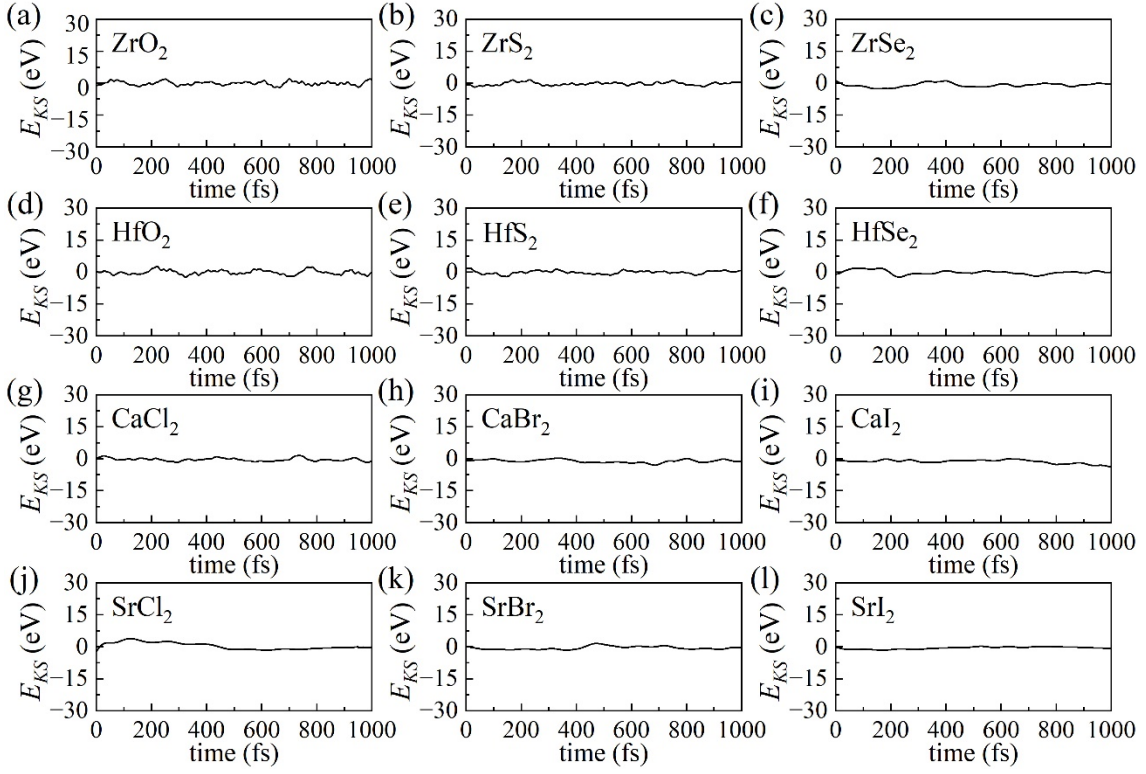 (a) 30 15 0 −15 −30 E_KS (eV) ZrO2 0 200 400 600 800 1000 time (fs)
(b) 30 15 0 −15 −30 E_KS (eV) ZrS2 0 200 400 600 800 1000 time (fs)
(c) 30 15 0 −15 −30 E_KS (eV) ZrSe2 0 200 400 600 800 1000 time (fs)
(d) 30 15 0 −15 −30 E_KS (eV) HfO2 0 200 400 600 800 1000 time (fs)
(e) 30 15 0 −15 −30 E_KS (eV) HfS2 0 200 400 600 800 1000 time (fs)
(f) 30 15 0 −15 −30 E_KS (eV) HfSe2 0 200 400 600 800 1000 time (fs)
(g) 30 15 0 −15 −30 E_KS (eV) CaCl2 0 200 400 600 800 1000 time (fs)
(h) 30 15 0 −15 −30 E_KS (eV) CaBr2 0 200 400 600 800 1000 time (fs)
(i) 30 15 0 −15 −30 E_KS (eV) CaI2 0 200 400 600 800 1000 time (fs)
(j) 30 15 0 −15 −30 E_KS (eV) SrCl2 0 200 400 600 800 1000 time (fs)
(k) 30 15 0 −15 −30 E_KS (eV) SrBr2 0 200 400 600 800 1000 time (fs)
(l) 30 15 0 −15 −30 E_KS (eV) SrI2 0 200 400 600 800 1000 time (fs)